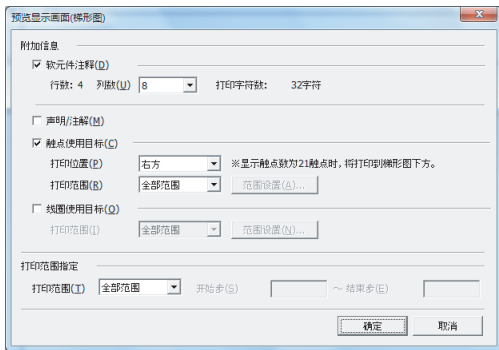 预览显示画面(梯形图)
附加信息
软元件注释(D)
行数: 4 列数(U) 8 打印字符数: 32字符
声明/注解(M)
触点使用目标(C)
打印位置(P) 右方 ※显示触点数为21触点时, 将打印到梯形图下方。
打印范围(R) 全部范围 范围设置(A)...
线圈使用目标(O)
打印范围(I) 全部范围 范围设置(N)...
打印范围指定
打印范围(T) 全部范围 开始步(S) ～ 结束步(E)
确定 取消